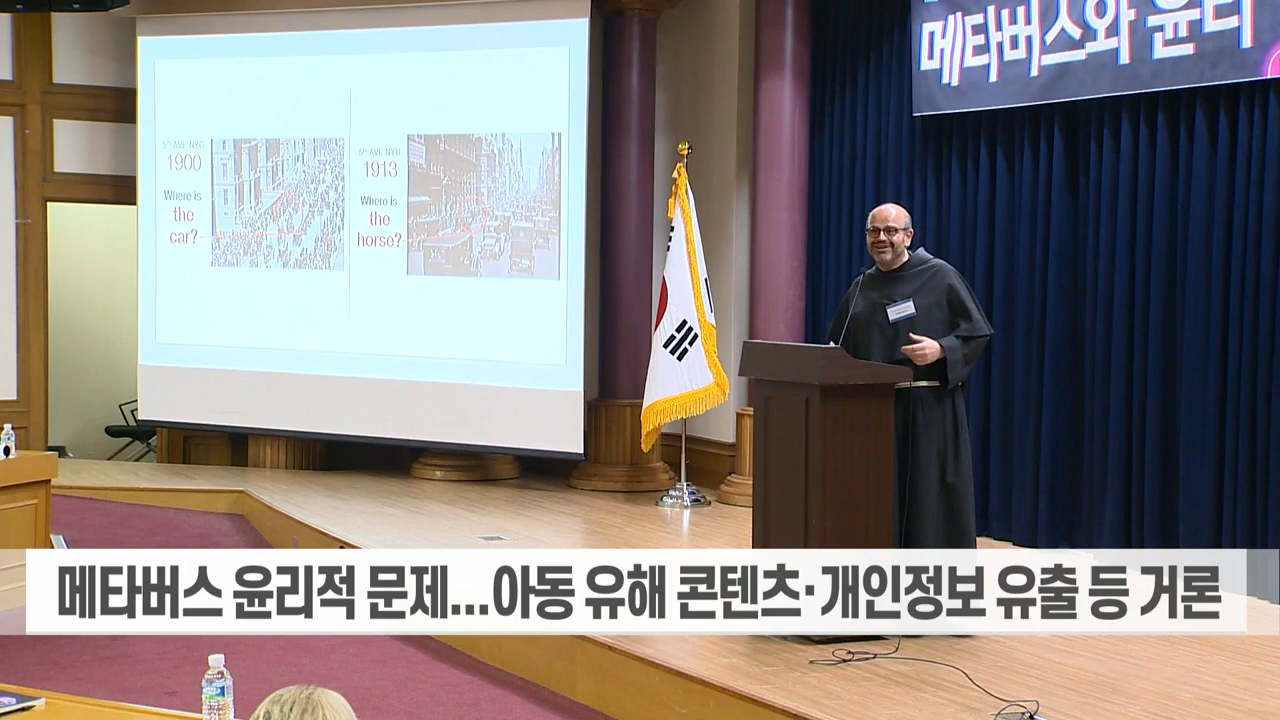 메타버스와 윤리
5th AVE NYC
1900
Where is
the
car?
5th AVE NYC
1913
Where is
the
horse?
메타버스 윤리적 문제...아동 유해 콘텐츠·개인정보 유출 등 거론